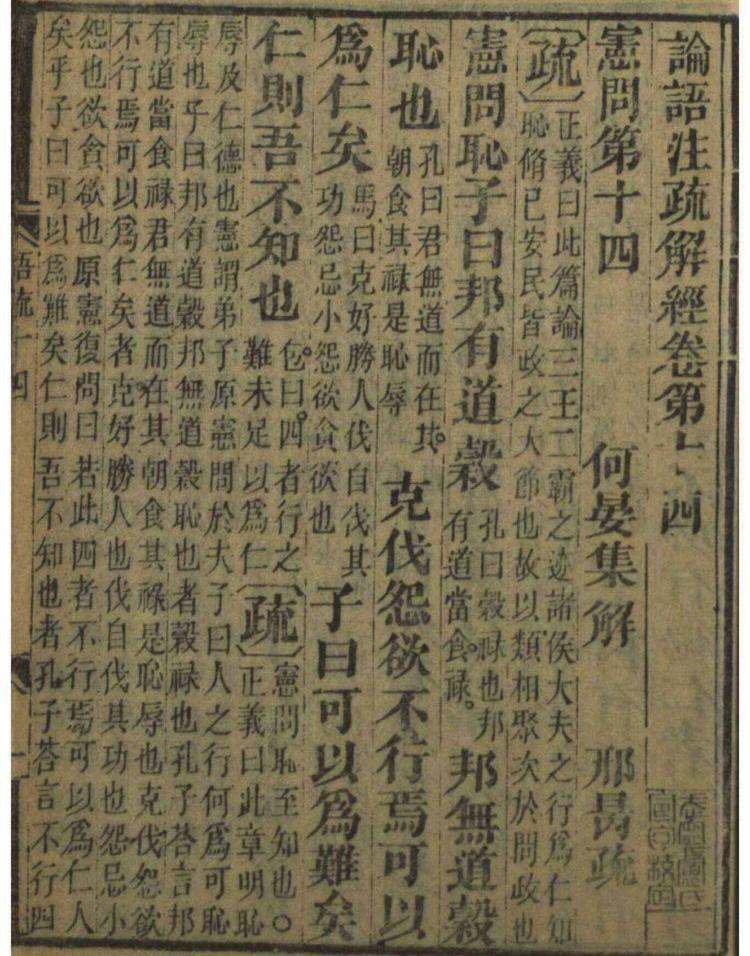 論語注疏解經卷第十四
憲問第十四 何晏集解 邢昺疏
疏 正義曰此篇論三王二霸之迹諸侯大夫之行爲仁知
恥脩己安民皆政之大節也故以類相聚次於問政也
憲問恥子曰邦有道穀 孔曰穀祿也邦有道當食祿。 邦無道穀
恥也 孔曰君無道而在其朝食其祿是恥辱 克伐怨欲不行焉可以
爲仁矣 馬曰克好勝人伐自伐其功怨忌小怨欲貪欲也 子曰可以爲難矣
仁則吾不知也 包曰四者行之難未足以爲仁 疏 憲問恥至知也○正義曰此章明恥
辱及仁德也憲謂弟子原憲問於夫子曰人之行何爲可恥
辱也子曰邦有道穀邦無道穀恥也者穀祿也孔子荅言邦
有道當食祿君無道而在其朝食其祿是恥辱也克伐怨欲
不行焉可以爲仁矣者克好勝人也伐自伐其功也怨忌小
怨也欲貪欲也原憲復問曰若此四者不行焉可以爲仁人
矣乎子曰可以爲難矣仁則吾不知也者孔子荅言不行四
語疏十四